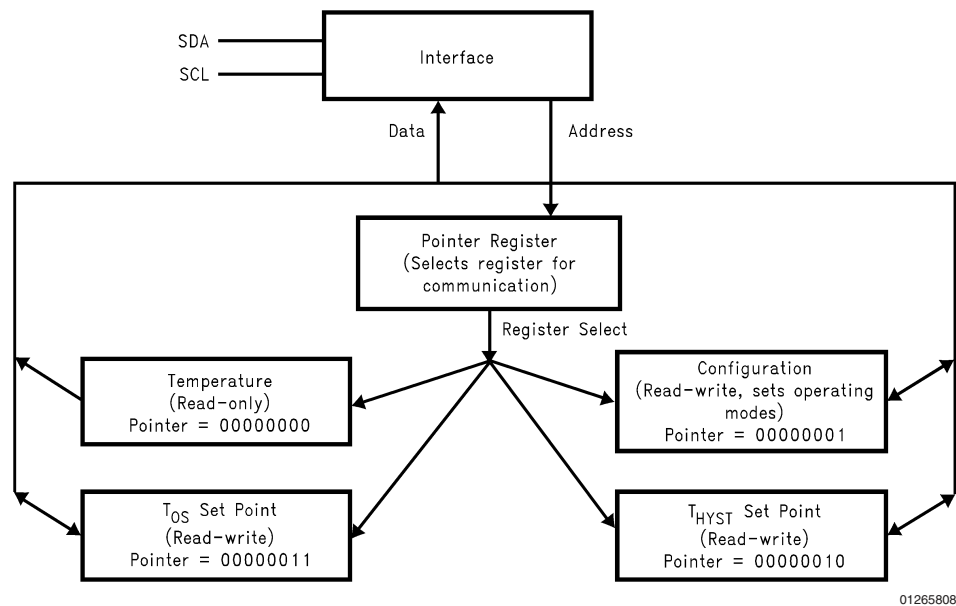 SDA
SCL
Interface
Data
Address
Pointer Register
(Selects register for
communication)
Register Select
Temperature
(Read-only)
Pointer = 00000000
Configuration
(Read-write, sets operating
modes)
Pointer = 00000001
TOS Set Point
(Read-write)
Pointer = 00000011
THYST Set Point
(Read-write)
Pointer = 00000010
01265808